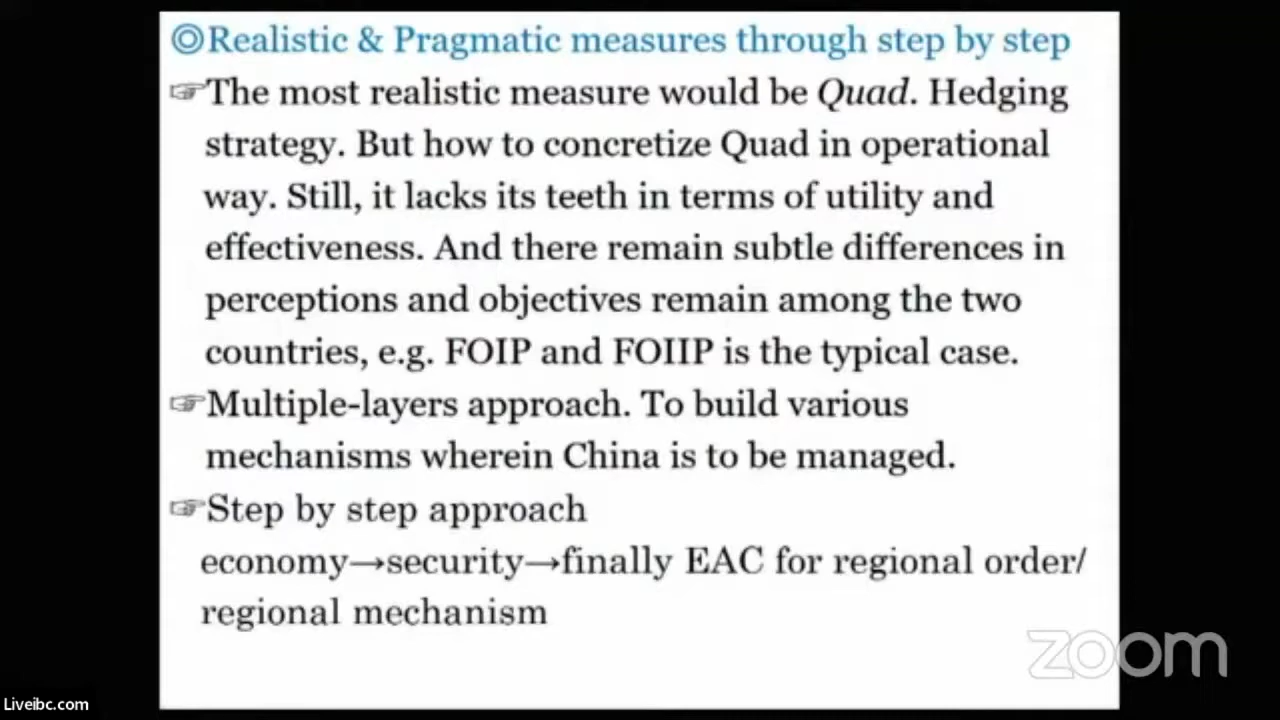 ◎Realistic & Pragmatic measures through step by step
☞The most realistic measure would be Quad. Hedging
strategy. But how to concretize Quad in operational
way. Still, it lacks its teeth in terms of utility and
effectiveness. And there remain subtle differences in
perceptions and objectives remain among the two
countries, e.g. FOIP and FOIIP is the typical case.
☞Multiple-layers approach. To build various
mechanisms wherein China is to be managed.
☞Step by step approach
economy→security→finally EAC for regional order/
regional mechanism
zoom
Liveibc.com